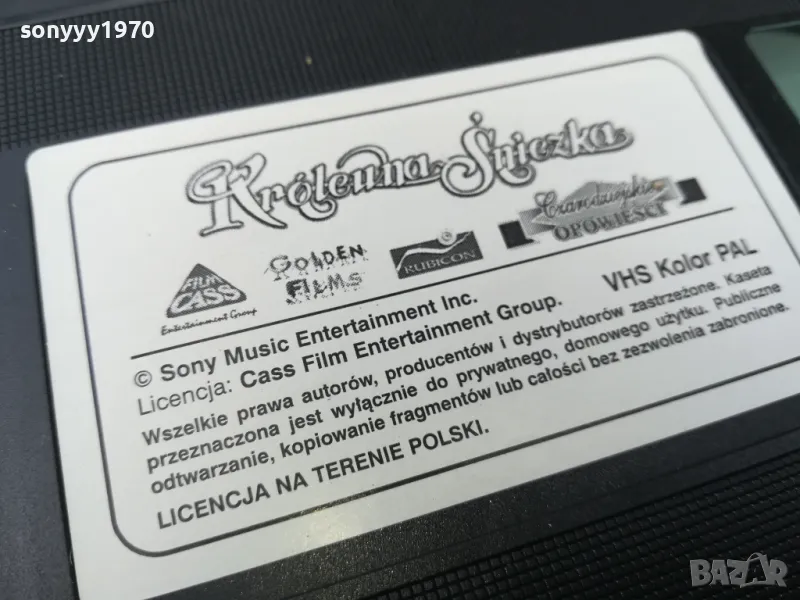 sonyyy1970
Królewna Śnieżka
FILM CASS
Entertainment Group
GOLDEN FILMS
RUBICON
Czarodziejskie
OPOWIEŚCI
© Sony Music Entertainment Inc.
Licencja: Cass Film Entertainment Group. VHS Kolor PAL
Wszelkie prawa autorów, producentów i dystrybutorów zastrzeżone. Kaseta
przeznaczona jest wyłącznie do prywatnego, domowego użytku. Publiczne
odtwarzanie, kopiowanie fragmentów lub całości bez zezwolenia zabronione.
LICENCJA NA TERENIE POLSKI.
BAZAR